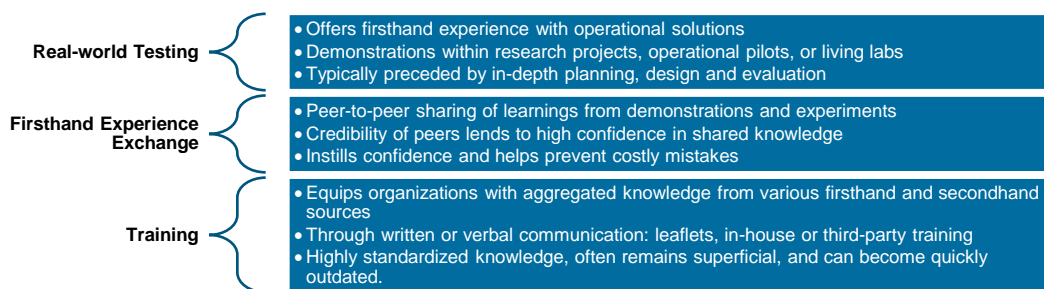 Real-world Testing
• Offers firsthand experience with operational solutions
• Demonstrations within research projects, operational pilots, or living labs
• Typically preceded by in-depth planning, design and evaluation
Firsthand Experience
Exchange
• Peer-to-peer sharing of learnings from demonstrations and experiments
• Credibility of peers lends to high confidence in shared knowledge
• Instills confidence and helps prevent costly mistakes
Training
• Equips organizations with aggregated knowledge from various firsthand and secondhand
sources
• Through written or verbal communication: leaflets, in-house or third-party training
• Highly standardized knowledge, often remains superficial, and can become quickly
outdated.